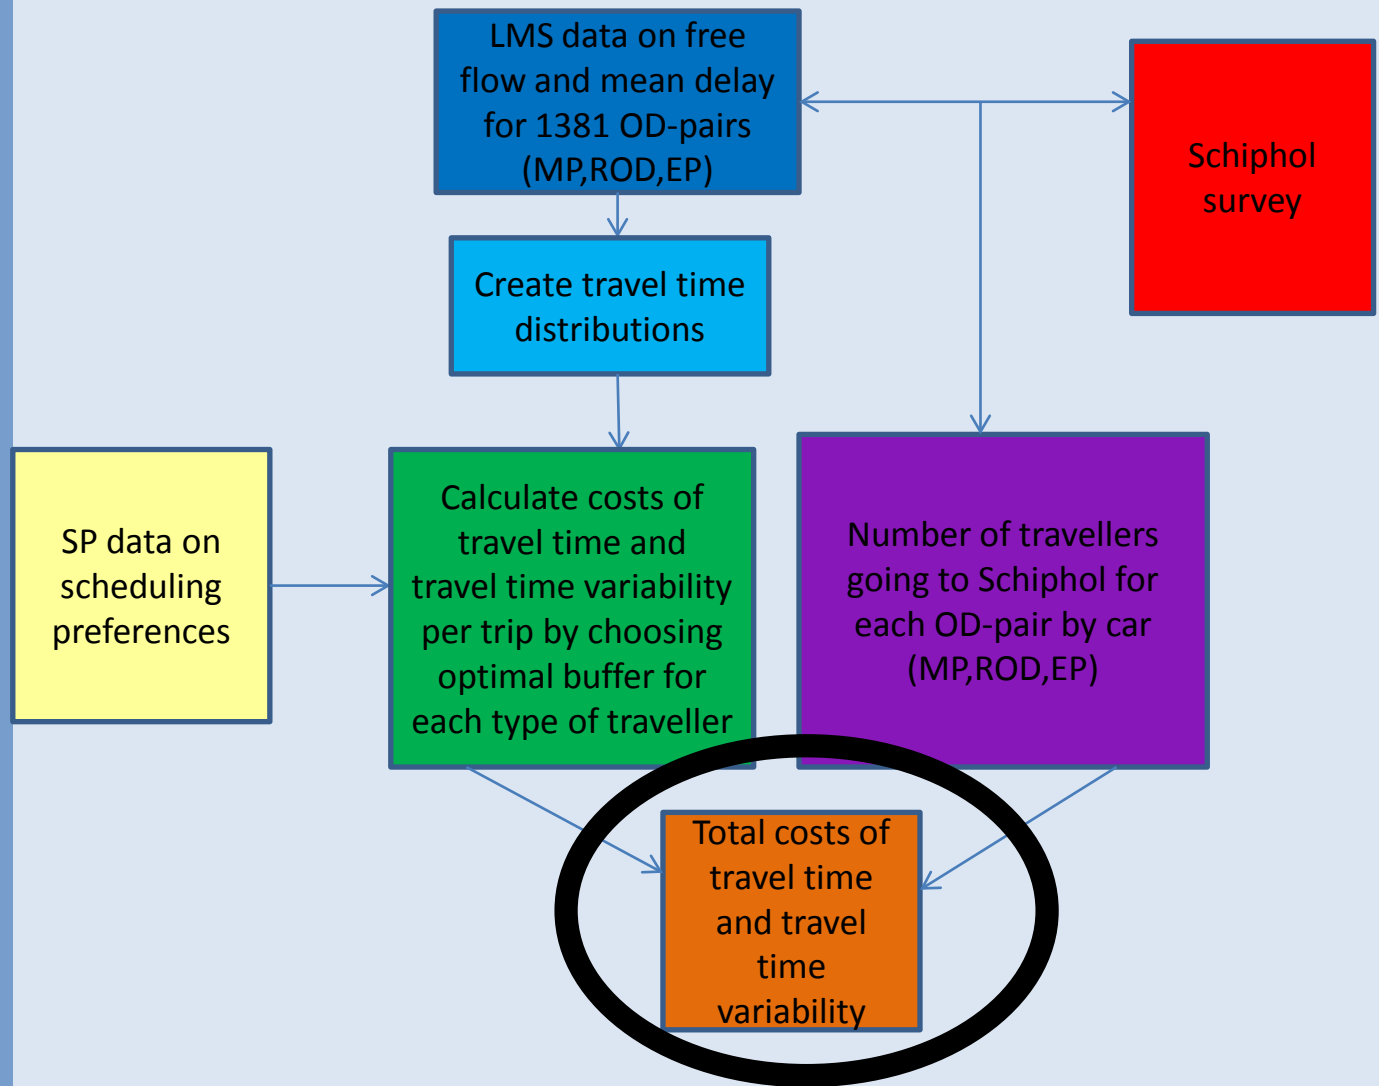 LMS data on free
flow and mean delay
for 1381 OD-pairs
(MP,ROD,EP)
Schiphol
survey
Create travel time
distributions
SP data on
scheduling
preferences
Calculate costs of
travel time and
travel time variability
per trip by choosing
optimal buffer for
each type of traveller
Number of travellers
going to Schiphol for
each OD-pair by car
(MP,ROD,EP)
Total costs of
travel time
and travel
time
variability